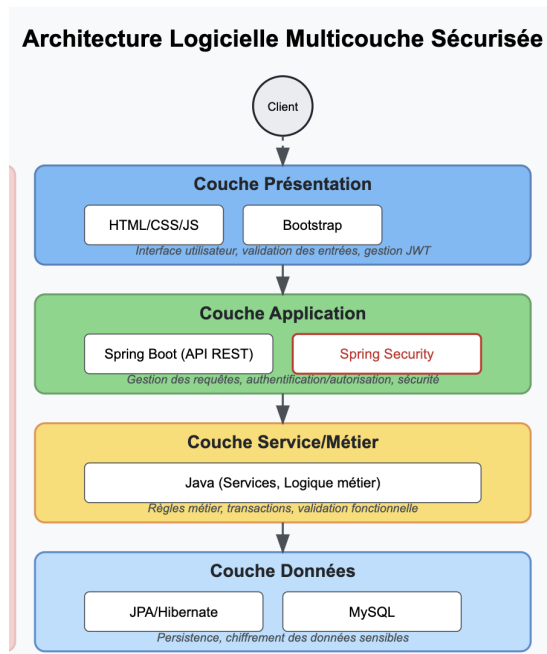 Architecture Logicielle Multicouche Sécurisée
Client
Couche Présentation
HTML/CSS/JS
Bootstrap
Interface utilisateur, validation des entrées, gestion JWT
Couche Application
Spring Boot (API REST)
Spring Security
Gestion des requêtes, authentification/autorisation, sécurité
Couche Service/Métier
Java (Services, Logique métier)
Règles métier, transactions, validation fonctionnelle
Couche Données
JPA/Hibernate
MySQL
Persistence, chiffrement des données sensibles